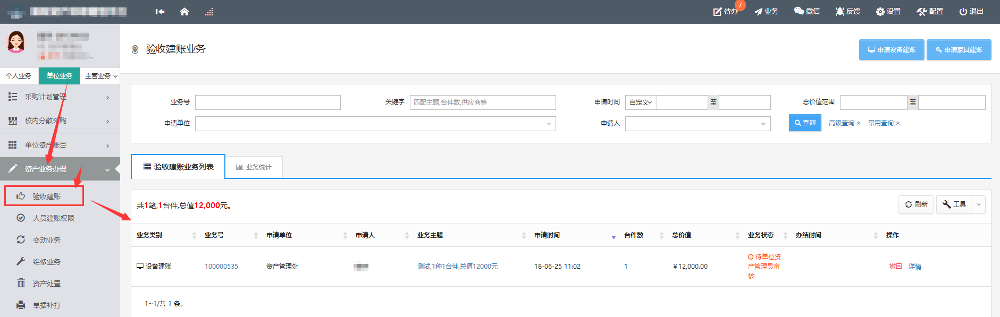 待办 7 业务 微信 反馈 设置 配置 退出
个人业务 单位业务 主管业务
采购计划管理
校内分散采购
单位资产账目
资产业务办理
验收建账
人员建账权限
变动业务
维修业务
资产处置
单据补打
验收建账业务 申请设备建账 申请家具建账
业务号 关键字 匹配主题,台件数,供应商等 申请时间 自定义 至 总价值范围 至
申请单位 申请人 查询 高级查询 常用查询
验收建账业务列表 业务统计
共1笔,1台件,总值12,000元。 刷新 工具
业务类别 业务号 申请单位 申请人 业务主题 申请时间 台件数 总价值 业务状态 办结时间 操作
设备建账 100000535 资产管理处 测试,1种1台件,总值12000元 18-06-25 11:02 1 ￥12,000.00 待单位资
产管理员审
核
撤回 详情
1~1/共 1 条。